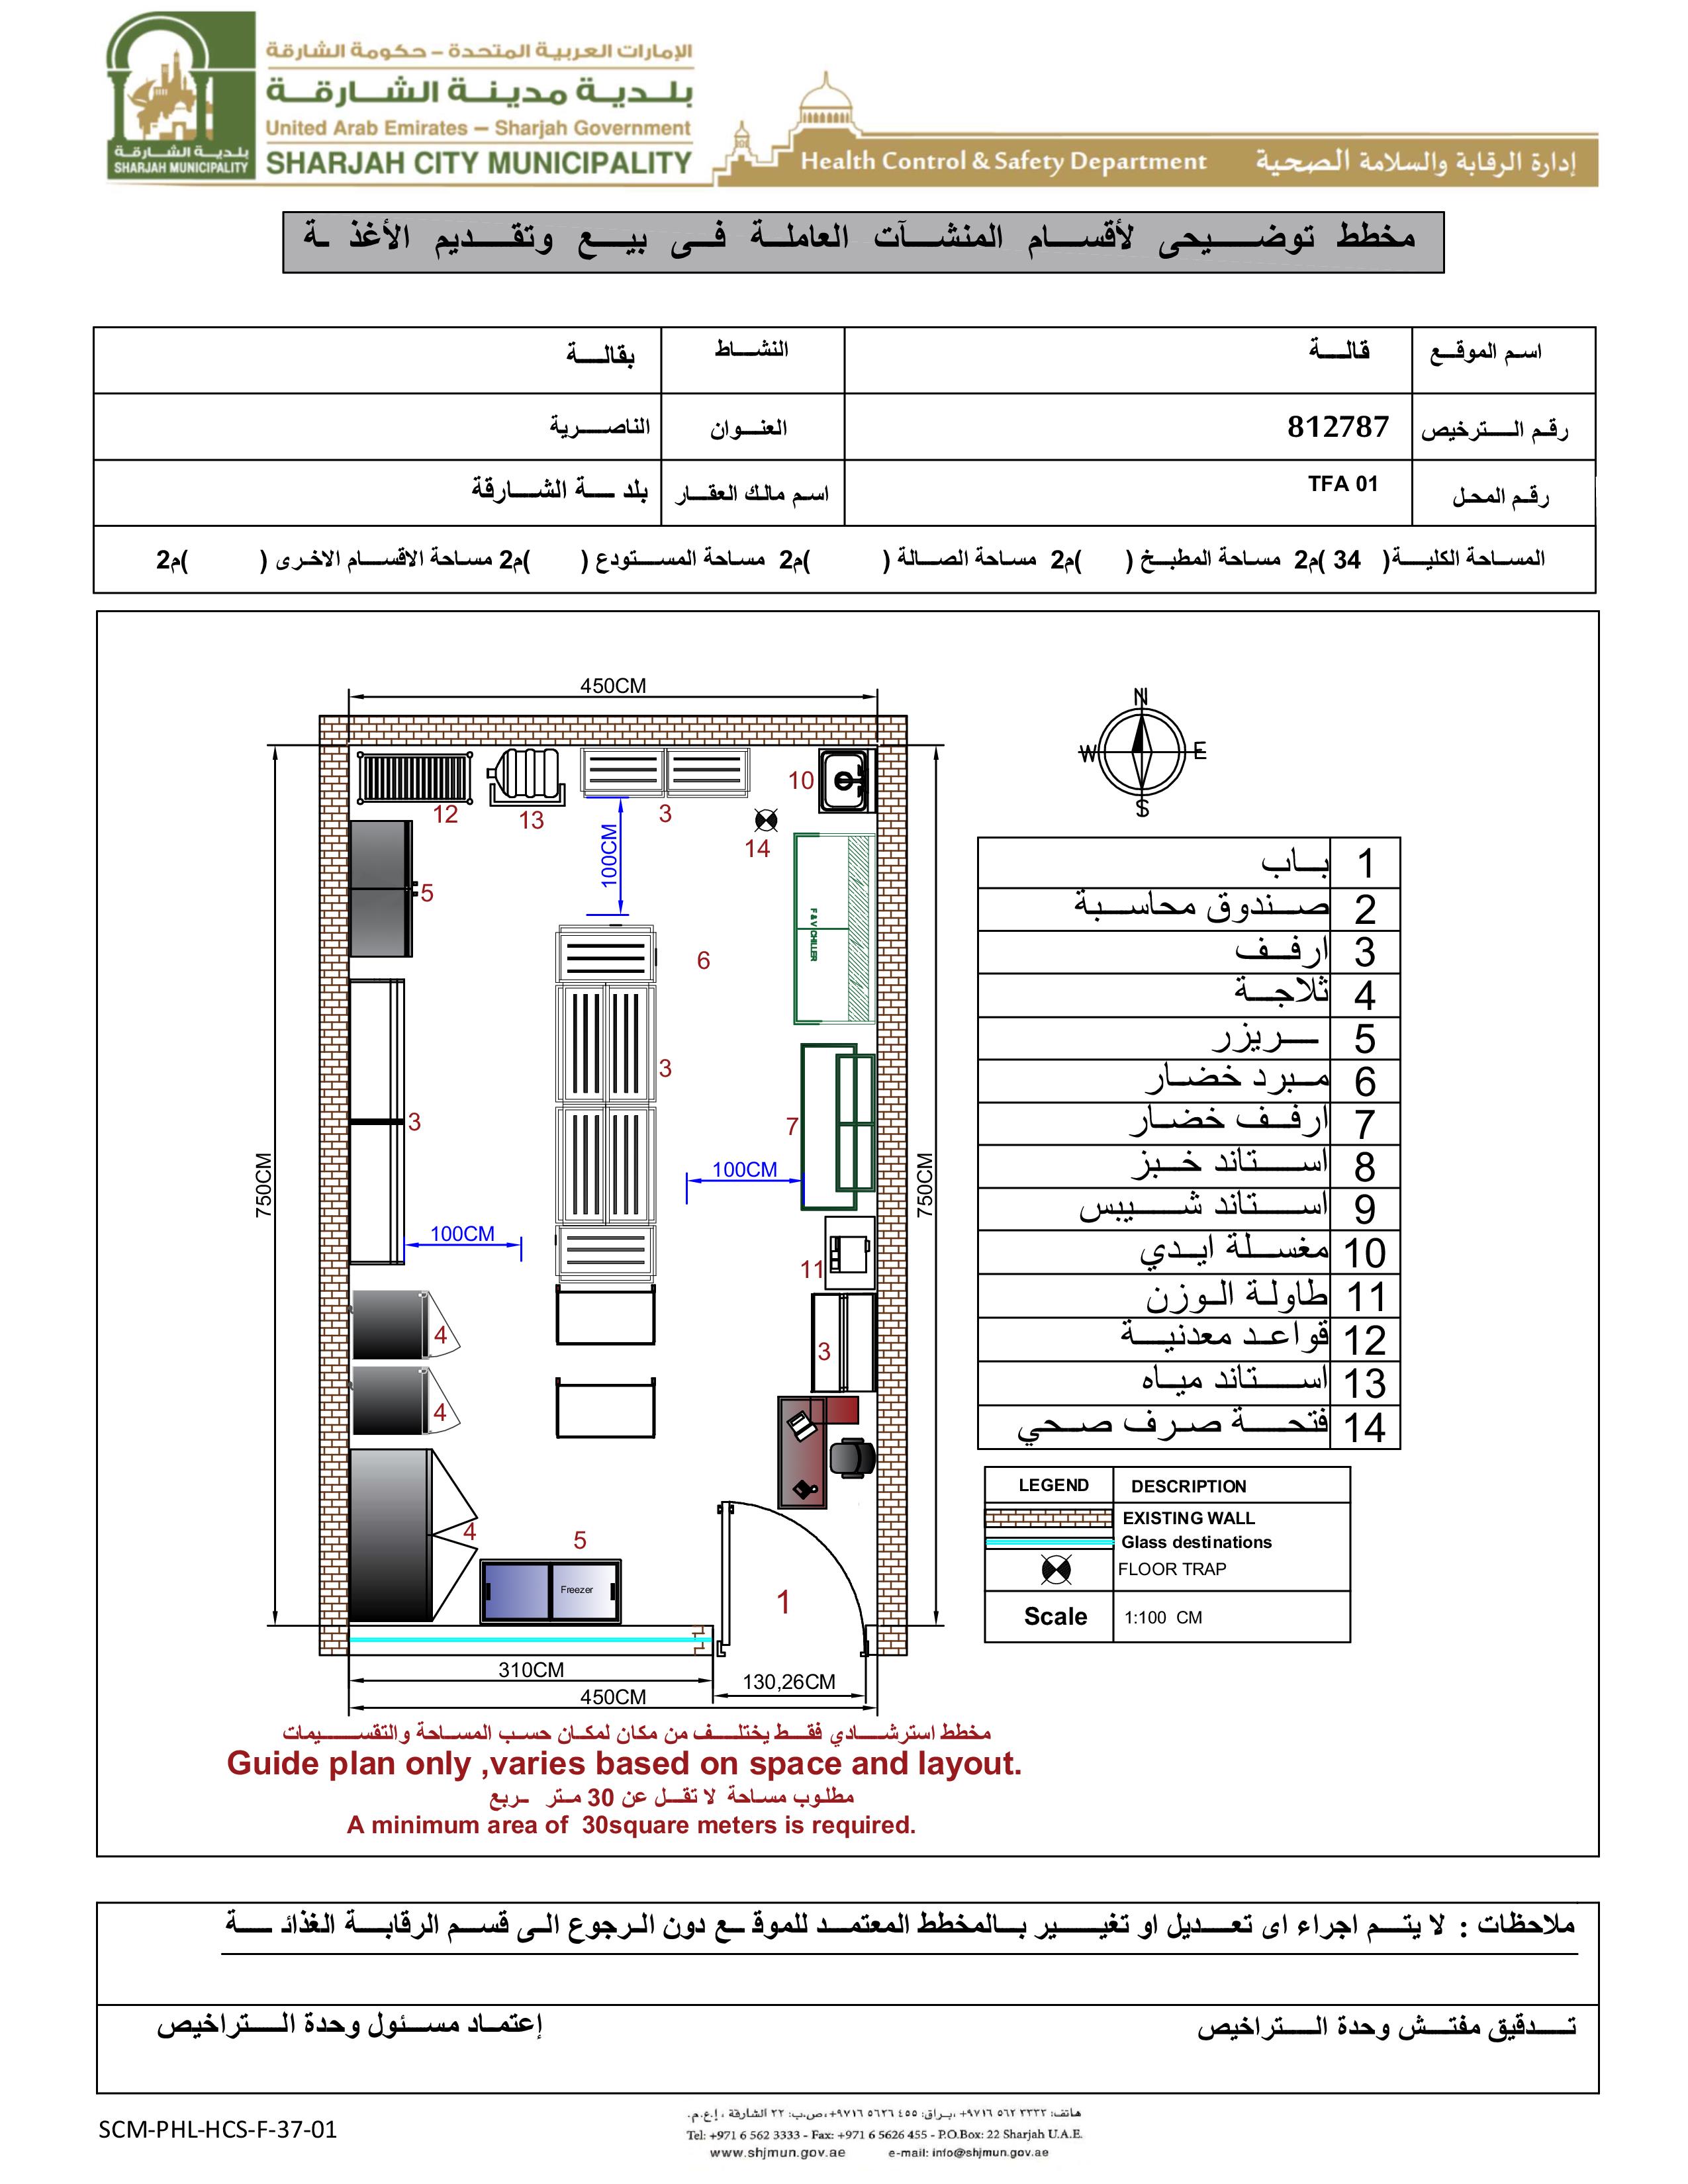 الإمارات العربية المتحدة – حكومة الشارقة
بلدية مدينة الشارقة
United Arab Emirates – Sharjah Government
SHARJAH CITY MUNICIPALITY
بلدية الشارقة
SHARJAH MUNICIPALITY
Health Control & Safety Department
إدارة الرقابة والسلامة الصحية
مخطط توضيحى لأقسام المنشآت العاملة فى بيع وتقديم الأغذ ة
اسم الموقع
قالة
النشاط
بقالة
رقم الترخيص
812787
العنوان
الناصرية
رقم المحل
TFA 01
اسم مالك العقار
بلد ة الشارقة
المساحة الكلية( 34 )م2 مساحة المطبخ ( )م2 مساحة الصالة ( )م2 مساحة المستودع ( )م2 مساحة الاقسام الاخرى ( )م2
450CM
N
W
E
S
12
13
3
10
14
100CM
5
F & V CHILLER
6
3
3
7
100CM
100CM
750CM
750CM
11
4
3
4
4
5
Freezer
1
310CM
130,26CM
450CM
1 باب
2 صندوق محاسبة
3 ارفف
4 ثلاجة
5 ريزر
6 مبرد خضار
7 ارفف خضار
8 استاند خبز
9 استاند شيبس
10 مغسلة ايدي
11 طاولة الوزن
12 قواعد معدنية
13 استاند مياه
14 فتحة صرف صحي
LEGEND
DESCRIPTION
EXISTING WALL
Glass destinations
FLOOR TRAP
Scale
1:100 CM
مخطط استرشادي فقط يختلف من مكان لمكان حسب المساحة والتقسيمات
Guide plan only ,varies based on space and layout.
مطلوب مساحة لا تقل عن 30 متر ربع
A minimum area of 30square meters is required.
ملاحظات : لا يتم اجراء اى تعديل او تغيير بالمخطط المعتمد للموقع دون الرجوع الى قسم الرقابة الغذائ ة
تدقيق مفتش وحدة التراخيص
إعتماد مسئول وحدة التراخيص
SCM-PHL-HCS-F-37-01
هاتف: ٣٣٣٣ ٥٦٢ ٩٧١٦+، براق: ٤٥٥ ٥٦٢٦ ٩٧١٦+، ص.ب: ٢٢ الشارقة ، إ.ع.م.
Tel: +971 6 562 3333 - Fax: +971 6 5626 455 - P.O.Box: 22 Sharjah U.A.E.
www.shjmun.gov.ae e-mail: info@shjmun.gov.ae